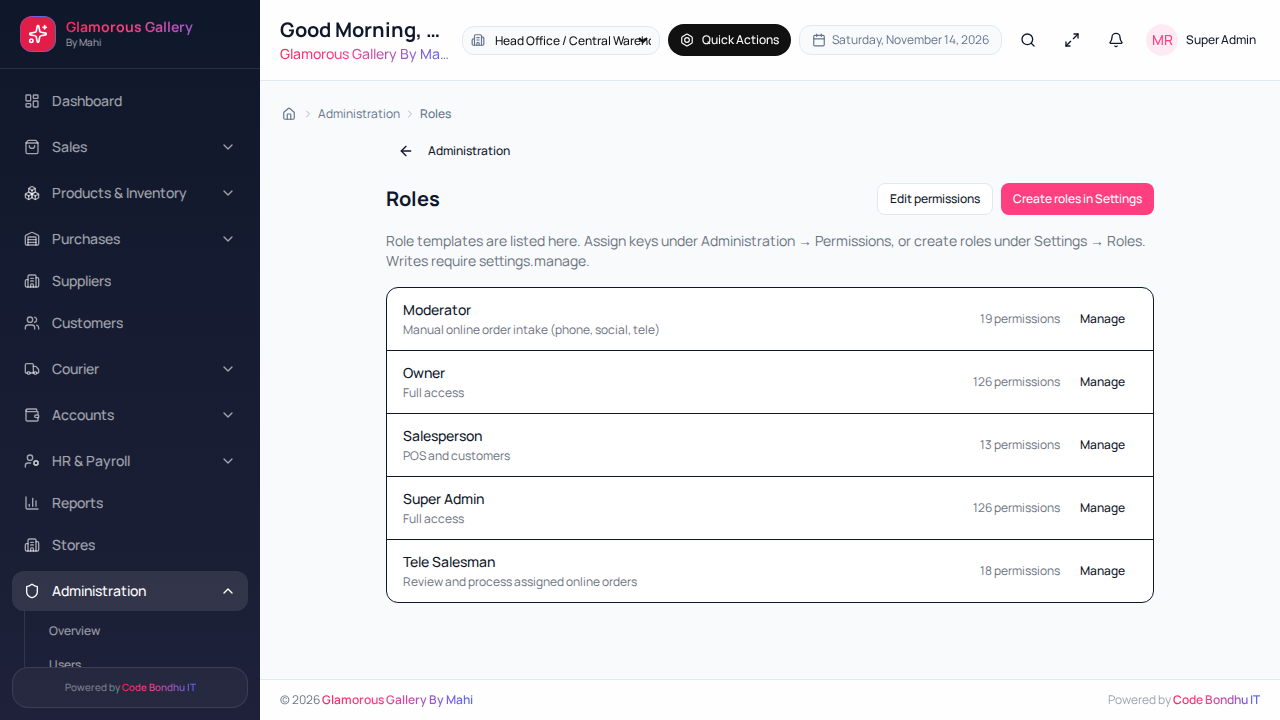 Glamorous Gallery
By Mahi
Dashboard
Sales
Products & Inventory
Purchases
Suppliers
Customers
Courier
Accounts
HR & Payroll
Reports
Stores
Administration
Overview
Users
Powered by Code Bondhu IT
Good Morning, ...
Glamorous Gallery By Ma...
Head Office / Central
Quick Actions
Saturday, November 14, 2026
MR
Super Admin
Administration
Roles
Administration
Roles
Edit permissions
Create roles in Settings
Role templates are listed here. Assign keys under Administration → Permissions, or create roles under Settings → Roles.
Writes require settings.manage.
Moderator
Manual online order intake (phone, social, tele)
19 permissions
Manage
Owner
Full access
126 permissions
Manage
Salesperson
POS and customers
13 permissions
Manage
Super Admin
Full access
126 permissions
Manage
Tele Salesman
Review and process assigned online orders
18 permissions
Manage
© 2026 Glamorous Gallery By Mahi
Powered by Code Bondhu IT